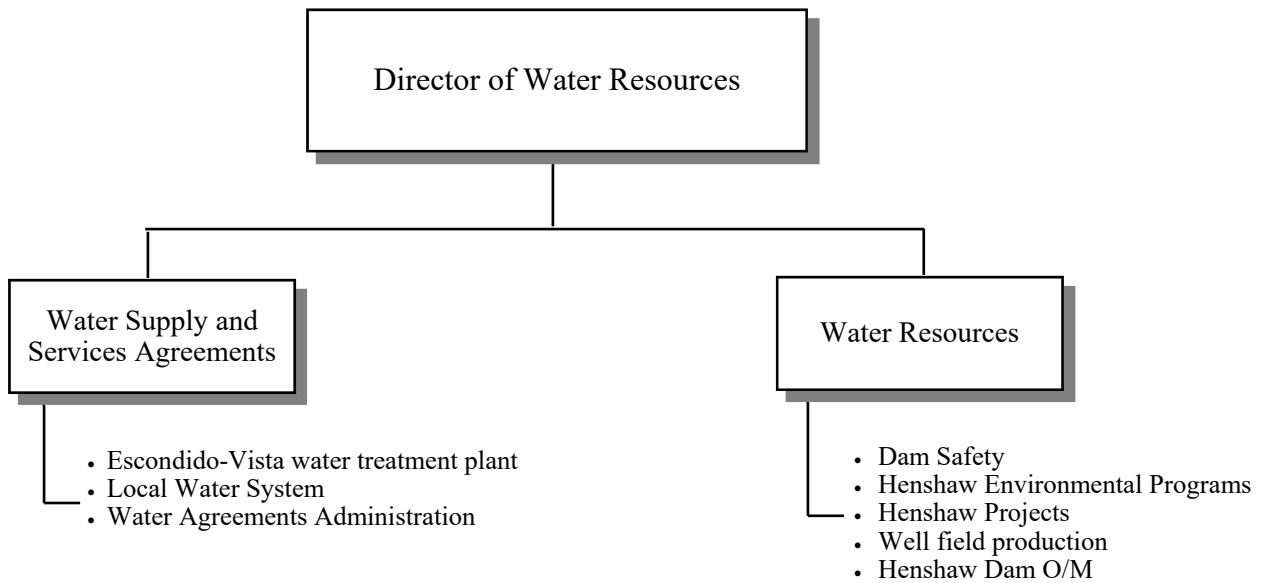 Director of Water Resources
Water Supply and
Services Agreements
• Escondido-Vista water treatment plant
• Local Water System
• Water Agreements Administration
Water Resources
• Dam Safety
• Henshaw Environmental Programs
• Henshaw Projects
• Well field production
• Henshaw Dam O/M